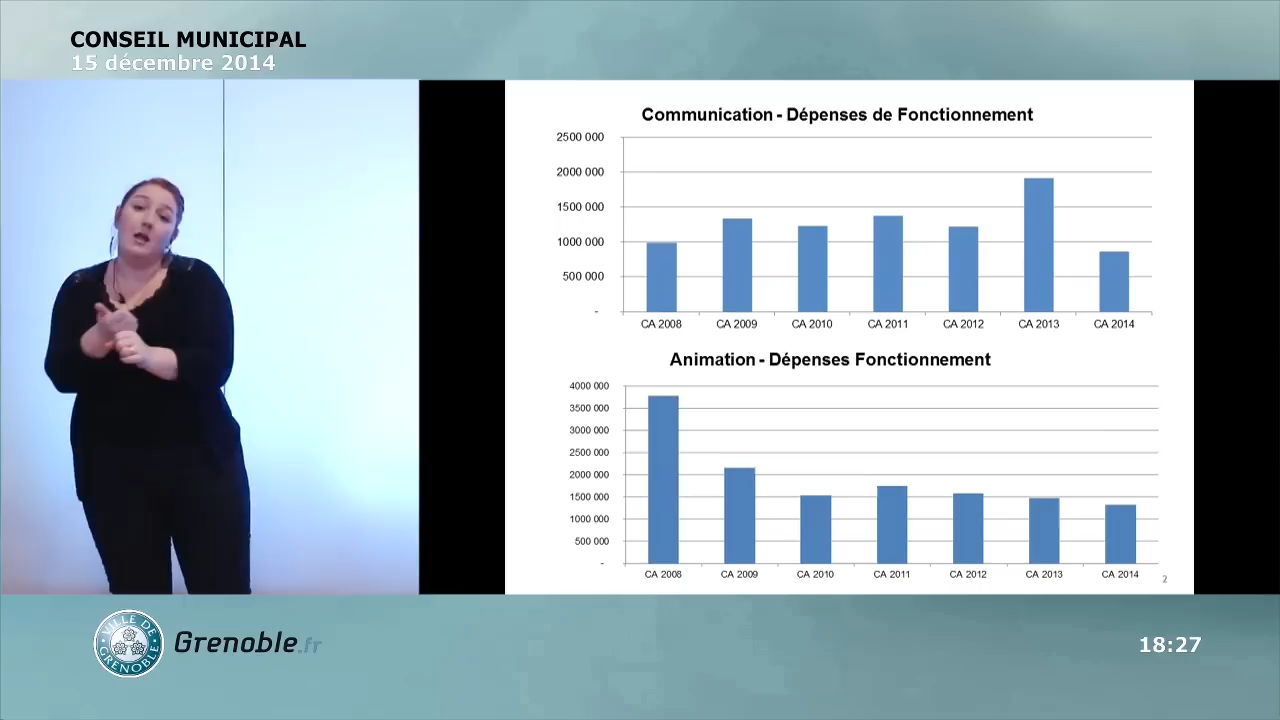 CONSEIL MUNICIPAL
15 décembre 2014
Communication - Dépenses de Fonctionnement
2500 000
2000 000
1500 000
1000 000
500 000
-
CA 2008 CA 2009 CA 2010 CA 2011 CA 2012 CA 2013 CA 2014
Animation - Dépenses Fonctionnement
4000 000
3500 000
3000 000
2500 000
2000 000
1500 000
1000 000
500 000
-
CA 2008 CA 2009 CA 2010 CA 2011 CA 2012 CA 2013 CA 2014
2
VILLE DE GRENOBLE
Grenoble.fr
18:27